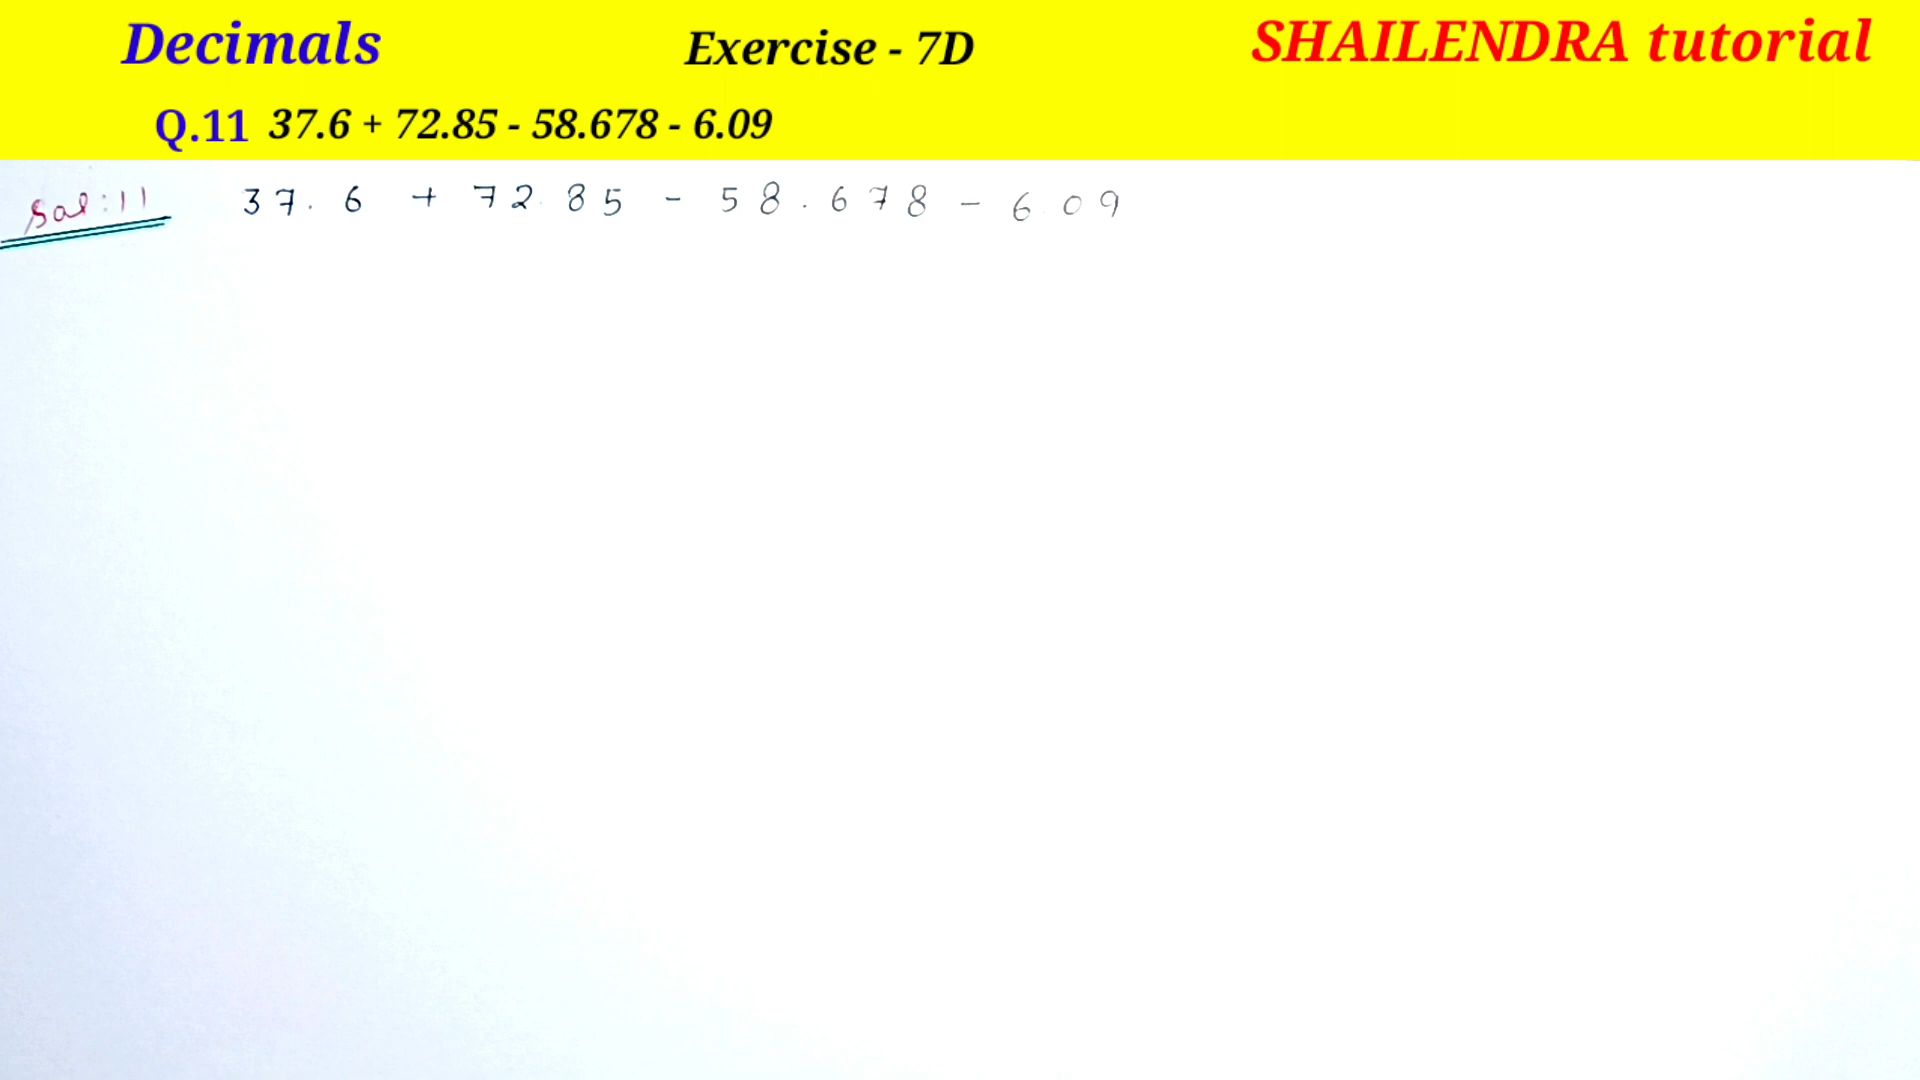 Decimals Exercise - 7D SHAILENDRA tutorial
Q.11 37.6 + 72.85 - 58.678 - 6.09
Sol:11 37.6 + 72.85 - 58.678 - 6.09